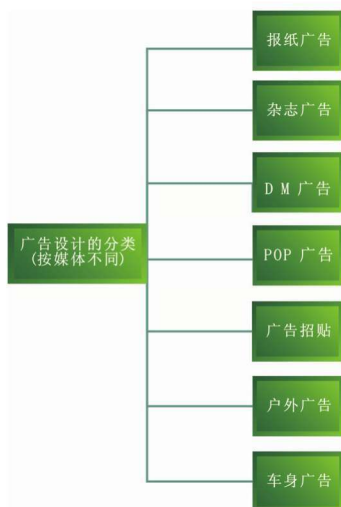 报纸广告
杂志广告
D M 广告
广告设计的分类
(按媒体不同)
POP 广告
广告招贴
户外广告
车身广告